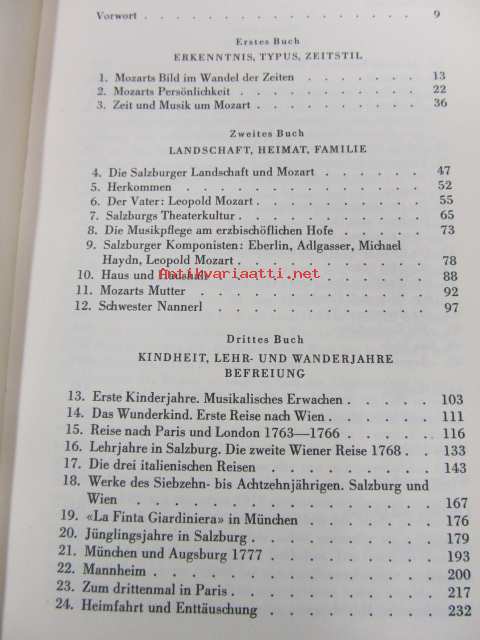 Vorwort . . . . . . . . . . . . . . . . 9
Erstes Buch
ERKENNTNIS, TYPUS, ZEITSTIL
1. Mozarts Bild im Wandel der Zeiten . . . . . . . 13
2. Mozarts Persönlichkeit . . . . . . . . . . 22
3. Zeit und Musik um Mozart . . . . . . . . . 36
Zweites Buch
LANDSCHAFT, HEIMAT, FAMILIE
4. Die Salzburger Landschaft und Mozart . . . . . . 47
5. Herkommen . . . . . . . . . . . . . 52
6. Der Vater: Leopold Mozart . . . . . . . . . 55
7. Salzburgs Theaterkultur . . . . . . . . . . 65
8. Die Musikpflege am erzbischöflichen Hofe . . . . . 73
9. Salzburger Komponisten: Eberlin, Adlgasser, Michael
Haydn, Leopold Mozart . . . . . . . . . . 78
10. Haus und . . . . . . . . . . 88
antikvariaatti.net
11. Mozarts Mutter . . . . . . . . . . . . 92
12. Schwester Nannerl . . . . . . . . . . . 97
Drittes Buch
KINDHEIT, LEHR- UND WANDERJAHRE
BEFREIUNG
13. Erste Kinderjahre. Musikalisches Erwachen . . . . . 103
14. Das Wunderkind. Erste Reise nach Wien . . . . . . 111
15. Reise nach Paris und London 1763—1766 . . . . . 116
16. Lehrjahre in Salzburg. Die zweite Wiener Reise 1768 . . 133
17. Die drei italienischen Reisen . . . . . . . . . 143
18. Werke des Siebzehn- bis Achtzehnjährigen. Salzburg und
Wien . . . . . . . . . . . . . . . 167
19. «La Finta Giardiniera» in München . . . . . . . 176
20. Jünglingsjahre in Salzburg . . . . . . . . . . 179
21. München und Augsburg 1777 . . . . . . . . . 193
22. Mannheim . . . . . . . . . . . . . . 200
23. Zum drittenmal in Paris . . . . . . . . . . . 217
24. Heimfahrt und Enttäuschung . . . . . . . . . 232